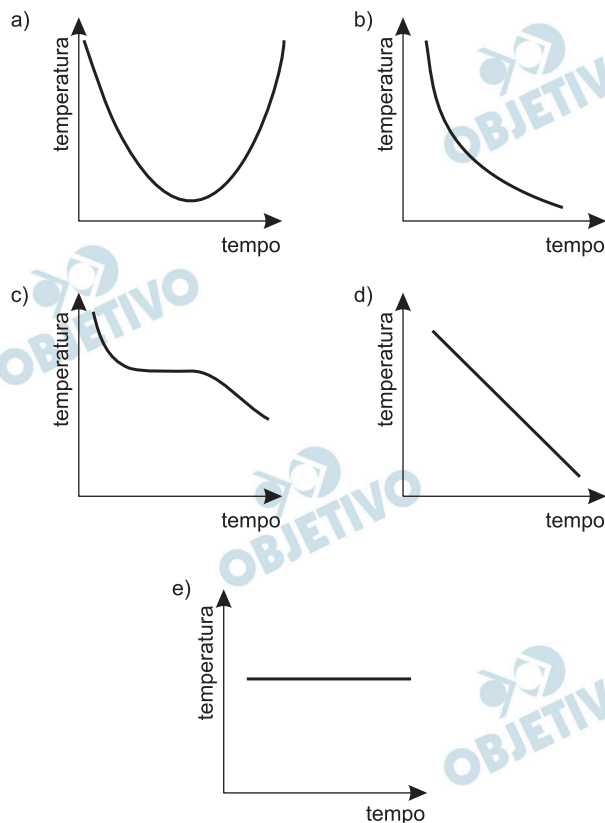 a)
temperatura
tempo
b)
temperatura
tempo
OBJETIVO
c)
temperatura
tempo
OBJETIVO
d)
temperatura
tempo
OBJETIVO
e)
temperatura
tempo
OBJETIVO